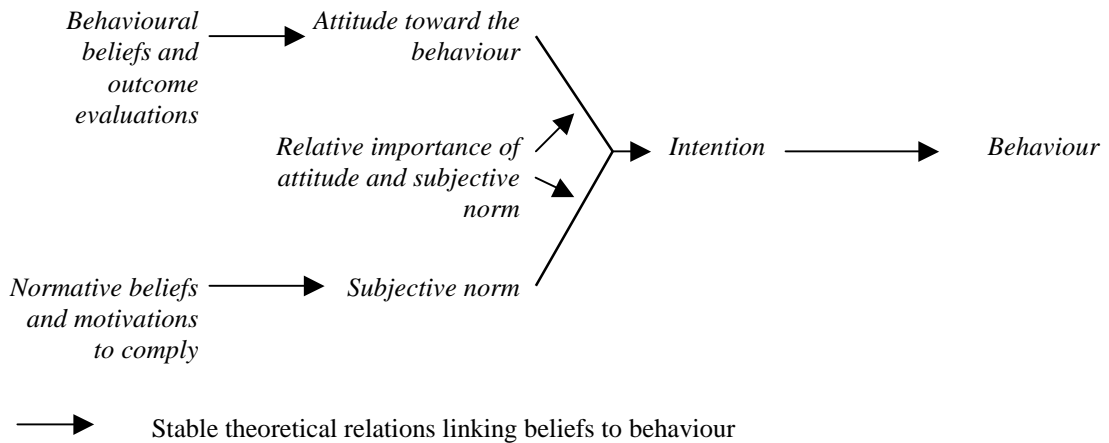 Behavioural
beliefs and
outcome
evaluations
Attitude toward the
behaviour
Relative importance of
attitude and subjective
norm
Intention
Behaviour
Normative beliefs
and motivations
to comply
Subjective norm
Stable theoretical relations linking beliefs to behaviour